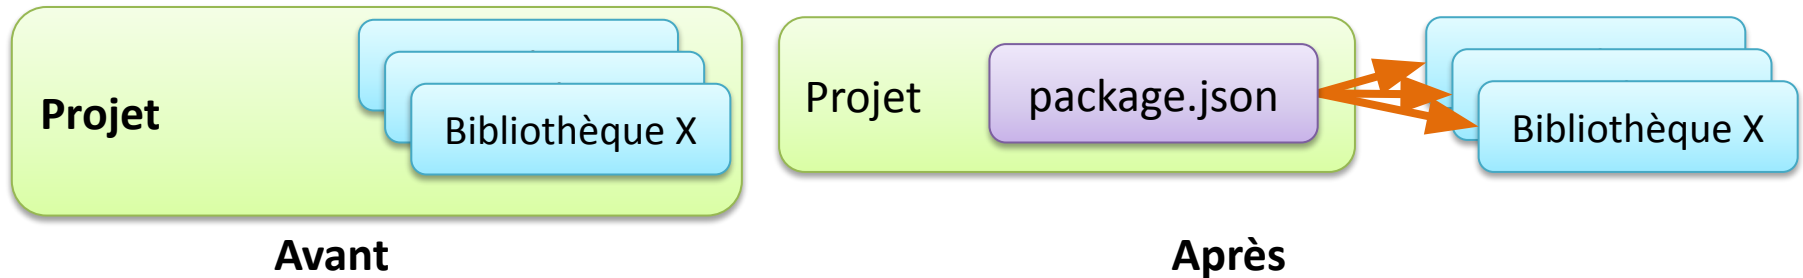 Projet
Bibliothèque X
Avant
Projet
package.json
Bibliothèque X
Après